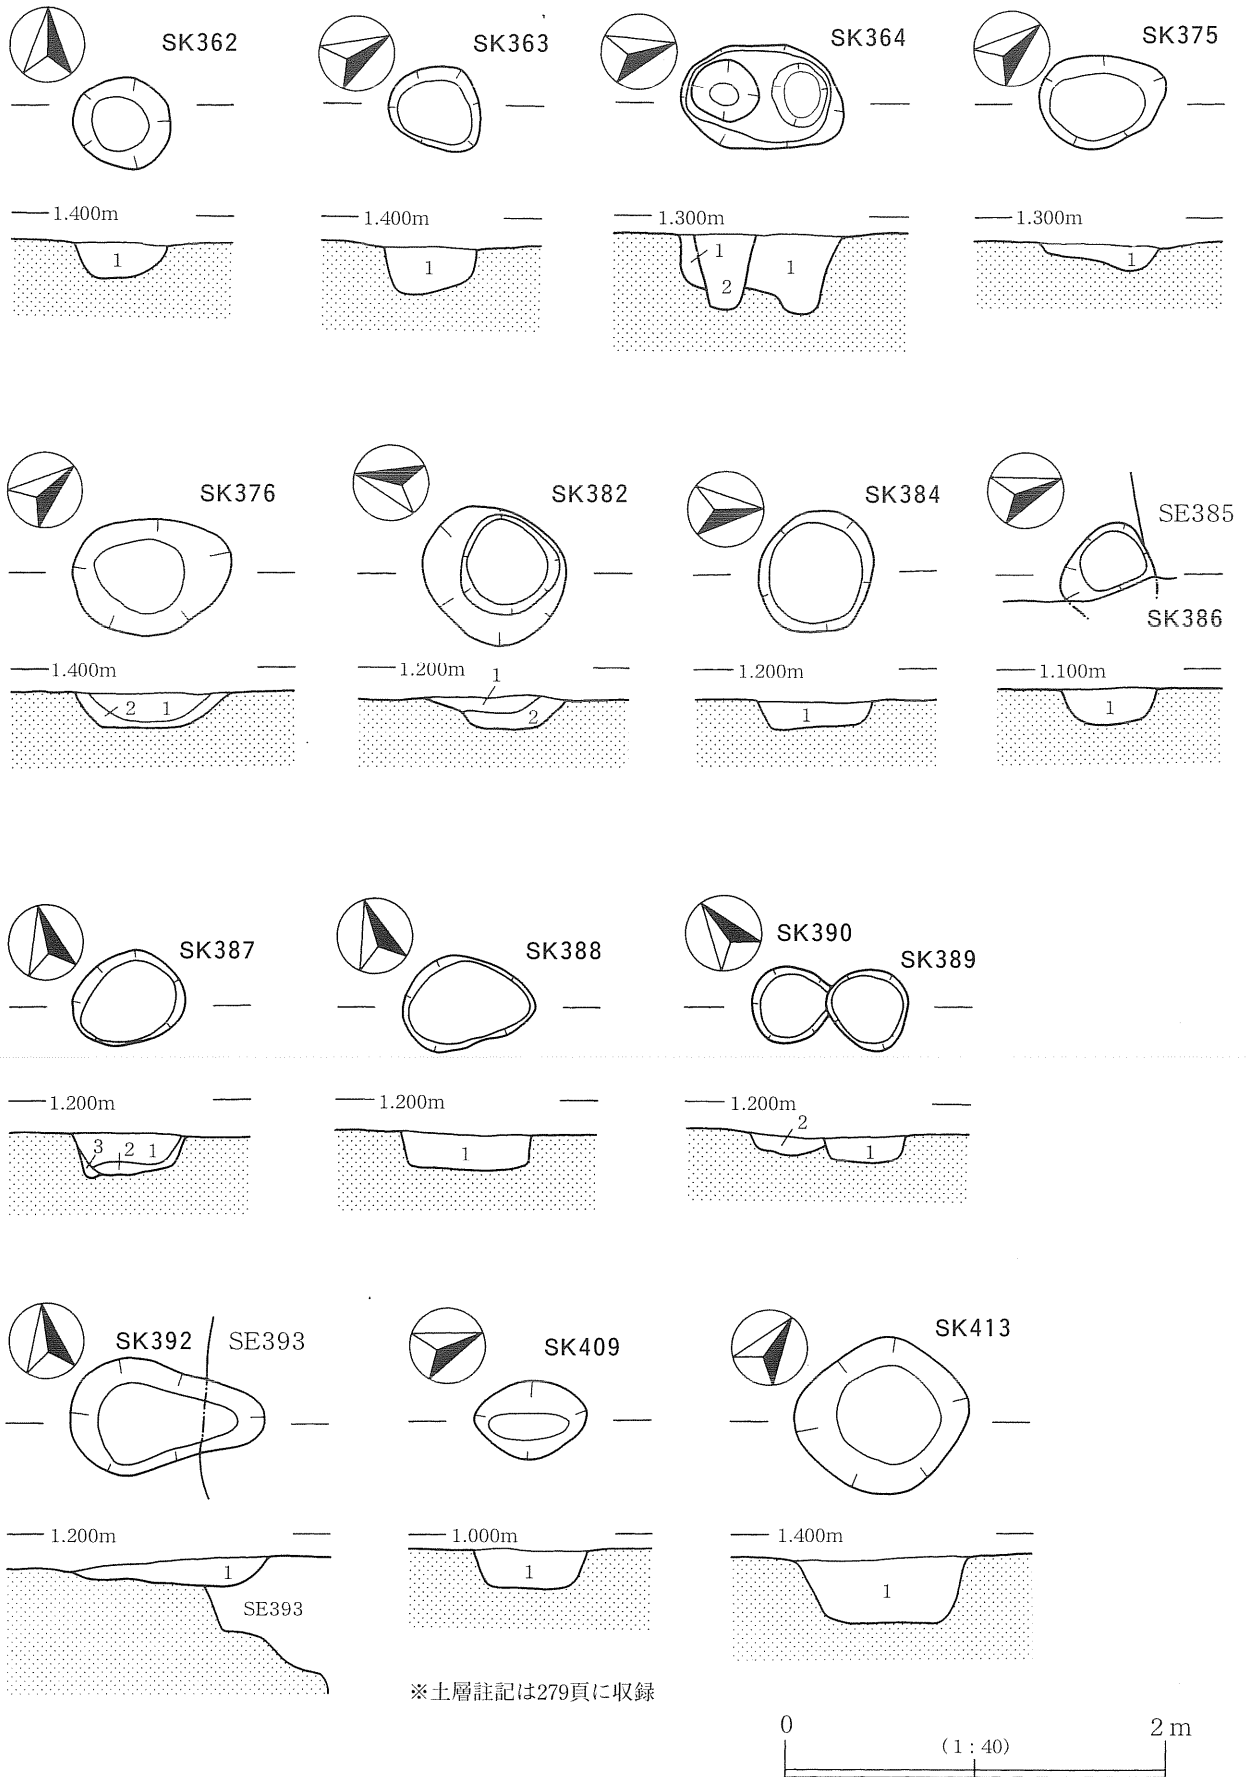 SK362
SK363
SK364
SK375
1.400m
1.400m
1.300m
1.300m
1
1
1
2
1
1
SK376
SK382
SK384
SE385
SK386
1.400m
1.200m
1.200m
1.100m
2 1
1
2
1
1
SK387
SK388
SK390
SK389
1.200m
1.200m
1.200m
3 2 1
1
2
1
SK392
SE393
SK409
SK413
1.200m
1.000m
1.400m
1
SE393
1
1
※土層註記は279頁に収録
0
2 m
(1:40)